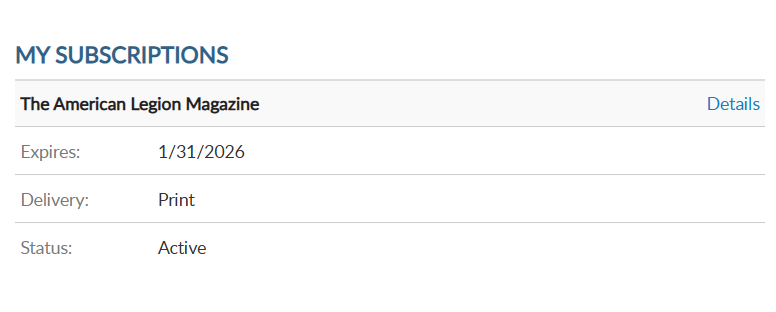 MY SUBSCRIPTIONS
The American Legion Magazine Details
Expires: 1/31/2026
Delivery: Print
Status: Active